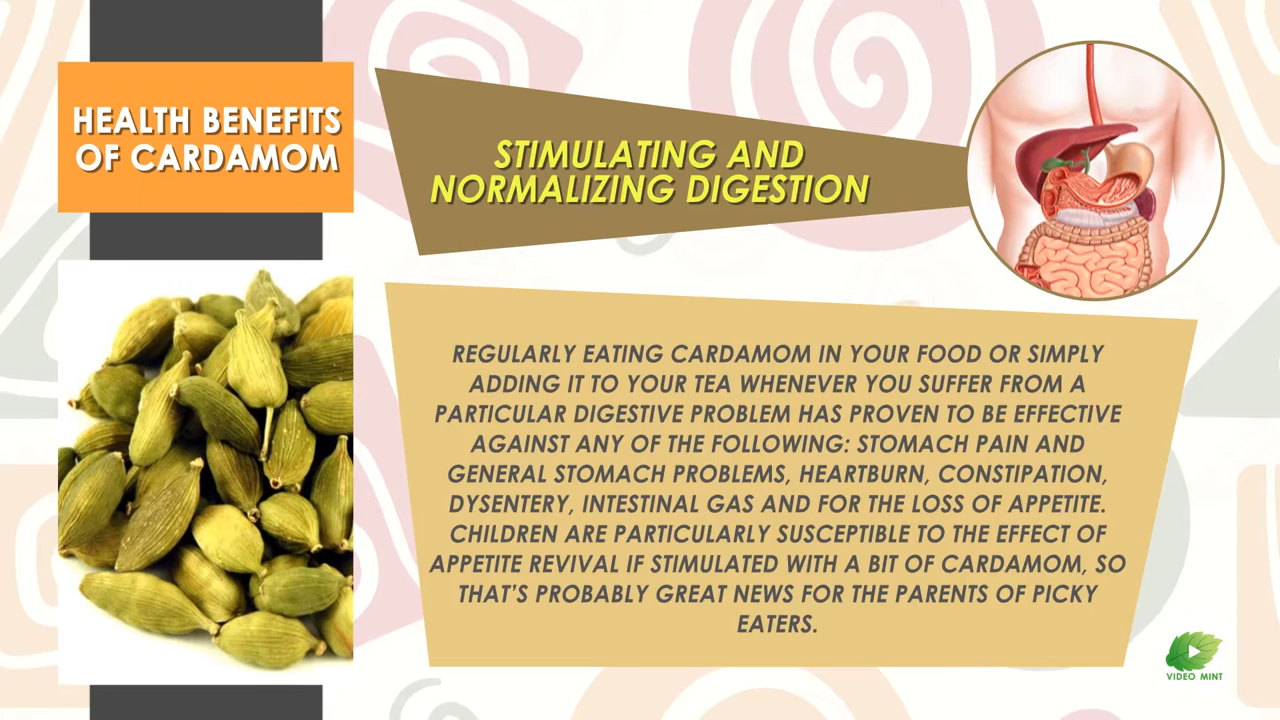 HEALTH BENEFITS
OF CARDAMOM
STIMULATING AND
NORMALIZING DIGESTION
REGULARLY EATING CARDAMOM IN YOUR FOOD OR SIMPLY
ADDING IT TO YOUR TEA WHENEVER YOU SUFFER FROM A
PARTICULAR DIGESTIVE PROBLEM HAS PROVEN TO BE EFFECTIVE
AGAINST ANY OF THE FOLLOWING: STOMACH PAIN AND
GENERAL STOMACH PROBLEMS, HEARTBURN, CONSTIPATION,
DYSENTERY, INTESTINAL GAS AND FOR THE LOSS OF APPETITE.
CHILDREN ARE PARTICULARLY SUSCEPTIBLE TO THE EFFECT OF
APPETITE REVIVAL IF STIMULATED WITH A BIT OF CARDAMOM, SO
THAT'S PROBABLY GREAT NEWS FOR THE PARENTS OF PICKY
EATERS.
VIDEO MINT